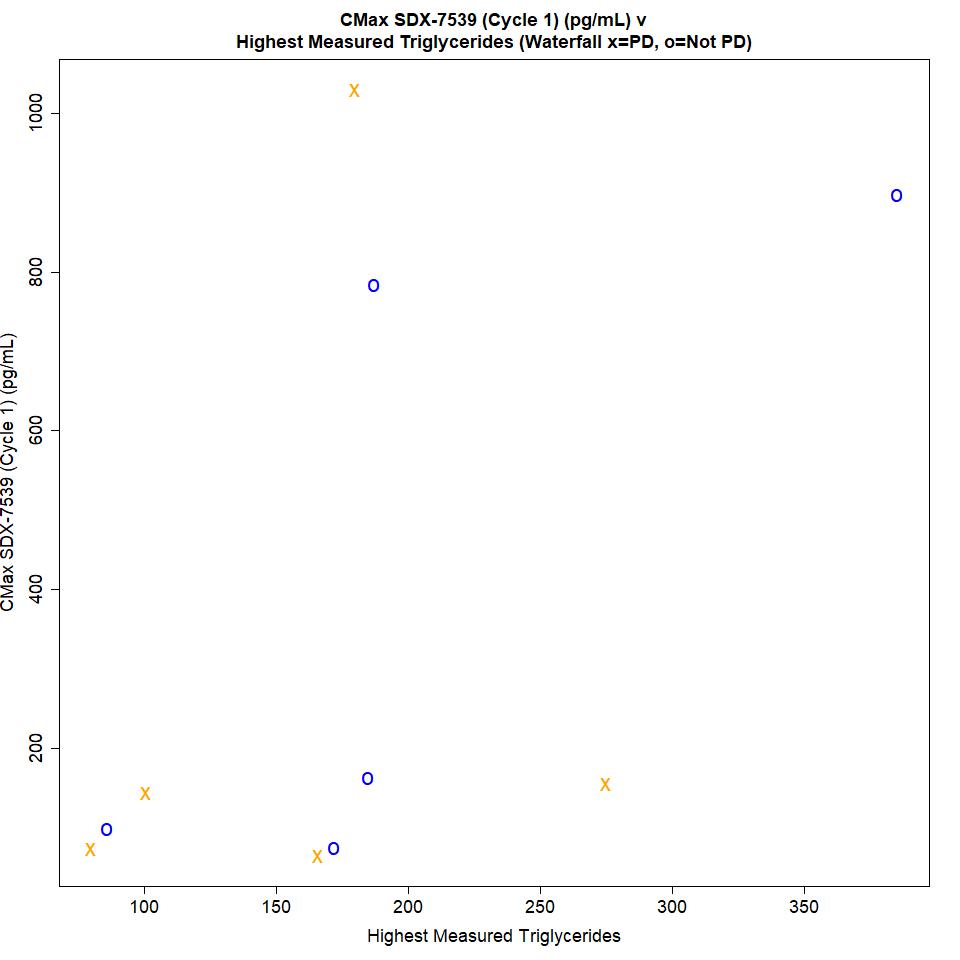 CMax SDX-7539 (Cycle 1) (pg/mL) v
Highest Measured Triglycerides (Waterfall x=PD, o=Not PD)
CMax SDX-7539 (Cycle 1) (pg/mL)
1000
800
600
400
200
X
O
O
X
O
X
O
X
X
O
X
100
150
200
250
300
350
Highest Measured Triglycerides